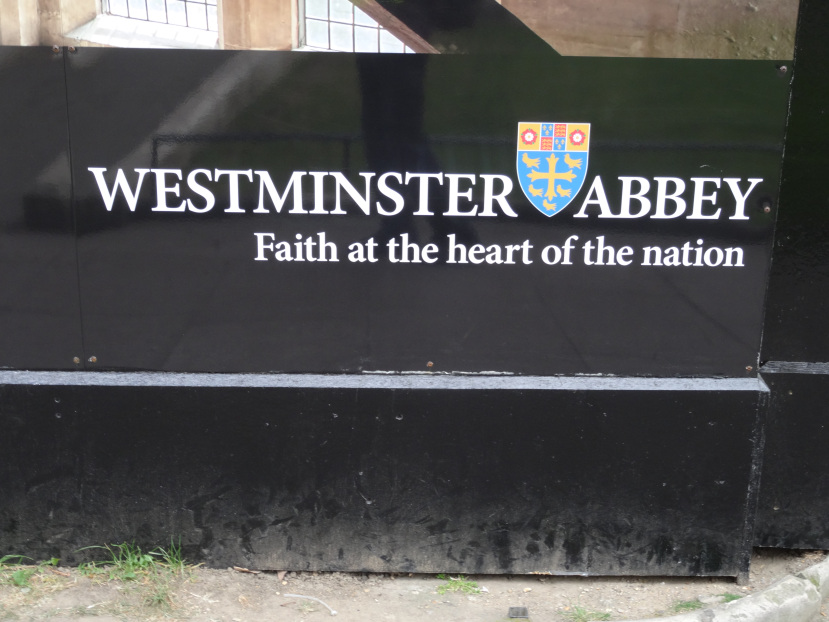 WESTMINSTER ABBEY
Faith at the heart of the nation